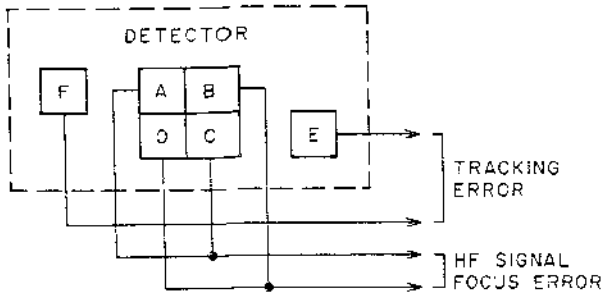 DETECTOR
F
A B
D C
E
TRACKING
ERROR
HF SIGNAL
FOCUS ERROR